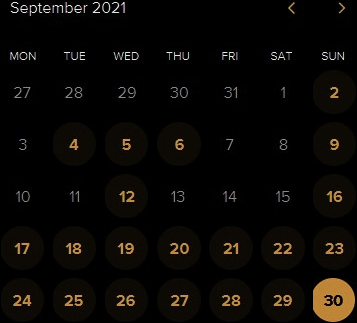 September 2021 < >
MON TUE WED THU FRI SAT SUN
27 28 29 30 31 1 2
3 4 5 6 7 8 9
10 11 12 13 14 15 16
17 18 19 20 21 22 23
24 25 26 27 28 29 30